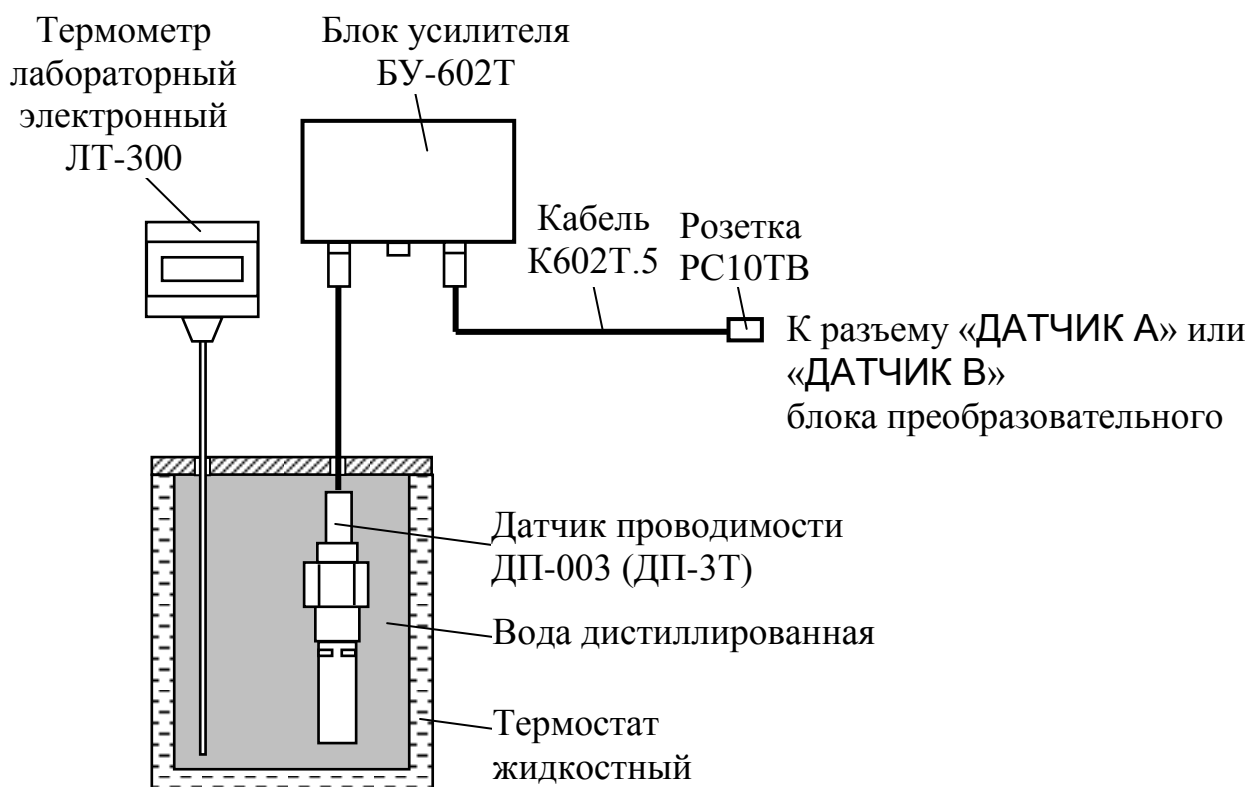 Термометр
лабораторный
электронный
ЛТ-300
Блок усилителя
БУ-602Т
Кабель
К602Т.5
Розетка
РС10ТВ
К разъему «ДАТЧИК А» или
«ДАТЧИК В»
блока преобразовательного
Датчик проводимости
ДП-003 (ДП-3Т)
Вода дистиллированная
Термостат
жидкостный